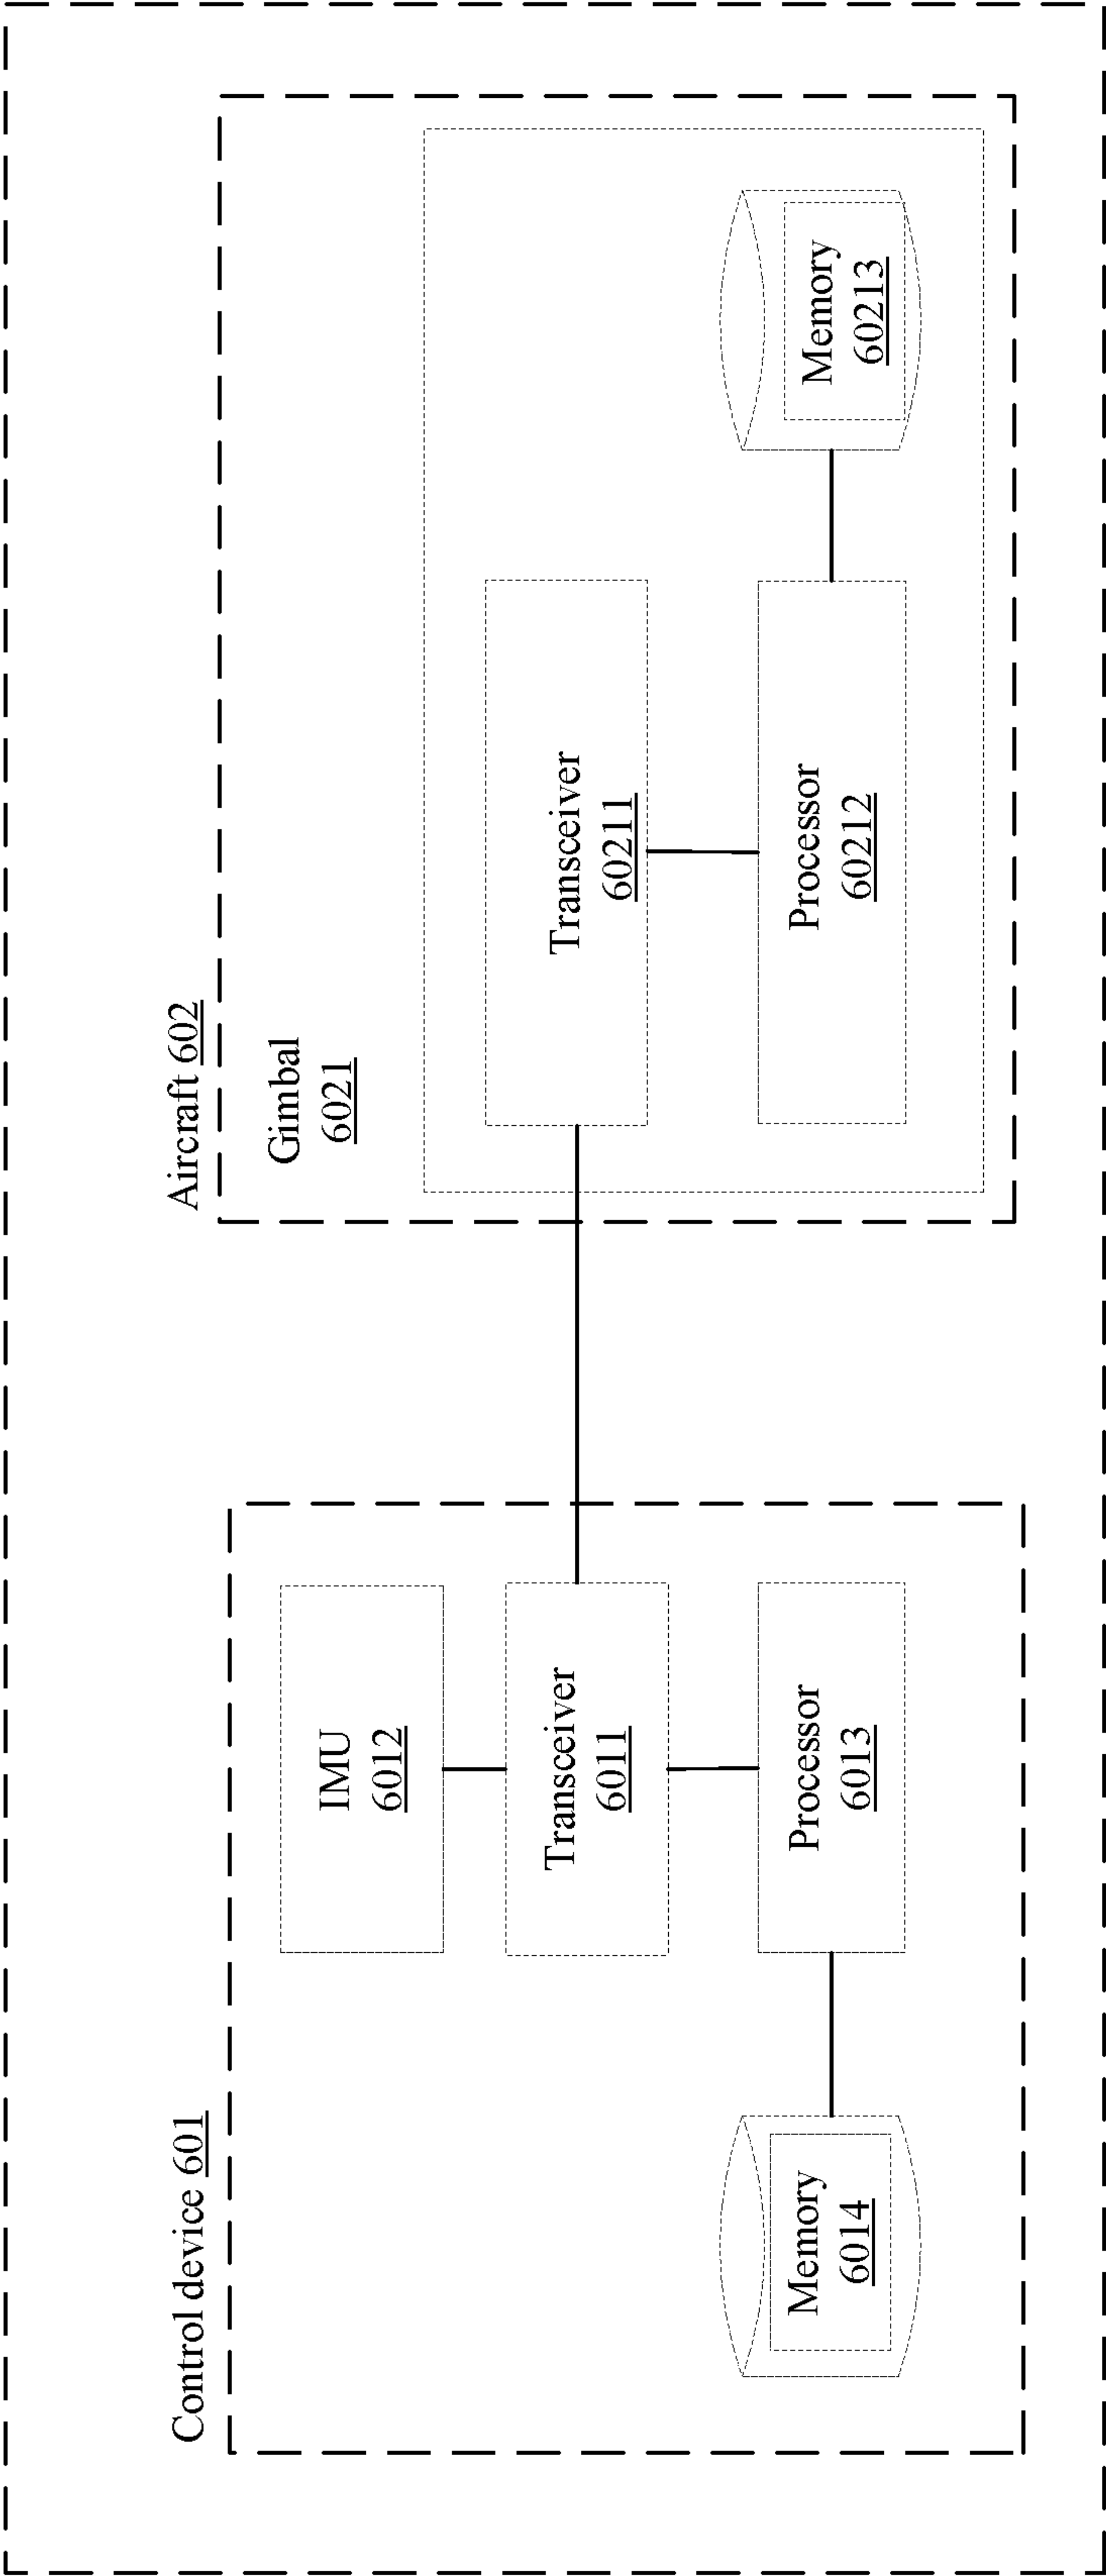 Control device 601
IMU
6012
Transceiver
6011
Processor
6013
Memory
6014
Aircraft 602
Gimbal
6021
Transceiver
60211
Processor
60212
Memory
60213